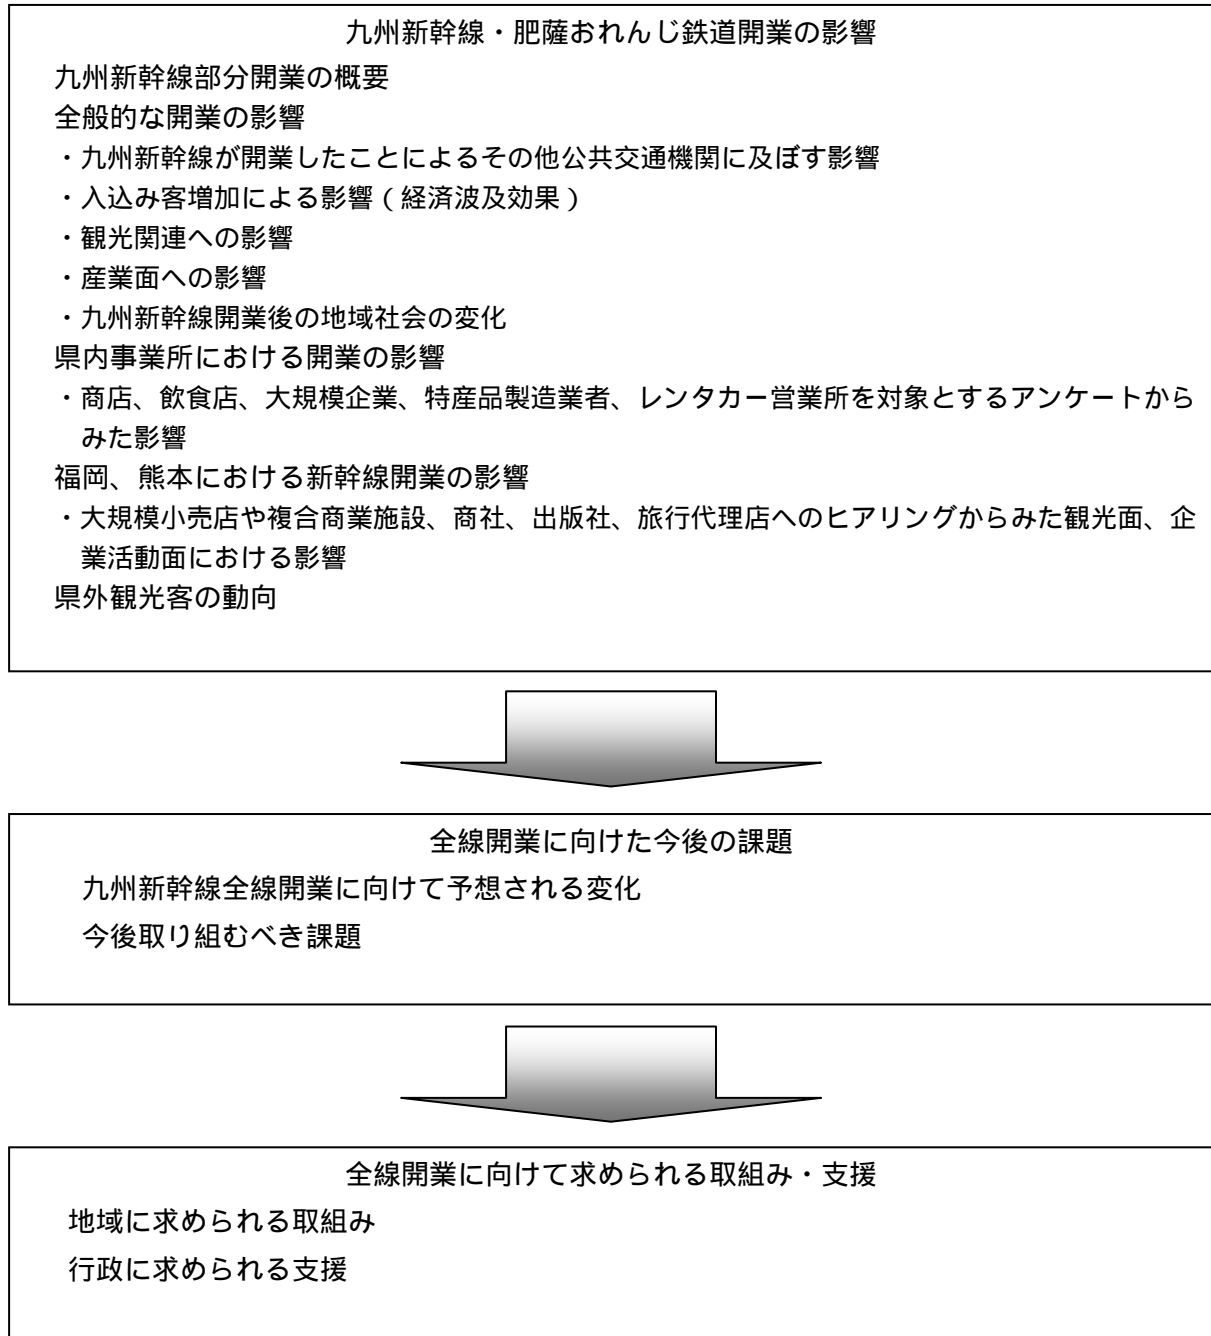 九州新幹線・肥薩おれんじ鉄道開業の影響
九州新幹線部分開業の概要
全般的な開業の影響
・九州新幹線が開業したことによるその他公共交通機関に及ぼす影響
・入込み客増加による影響（経済波及効果）
・観光関連への影響
・産業面への影響
・九州新幹線開業後の地域社会の変化
県内事業所における開業の影響
・商店、飲食店、大規模企業、特産品製造業者、レンタカー営業所を対象とするアンケートから
みた影響
福岡、熊本における新幹線開業の影響
・大規模小売店や複合商業施設、商社、出版社、旅行代理店へのヒアリングからみた観光面、企
業活動面における影響
県外観光客の動向
全線開業に向けた今後の課題
九州新幹線全線開業に向けて予想される変化
今後取り組むべき課題
全線開業に向けて求められる取組み・支援
地域に求められる取組み
行政に求められる支援